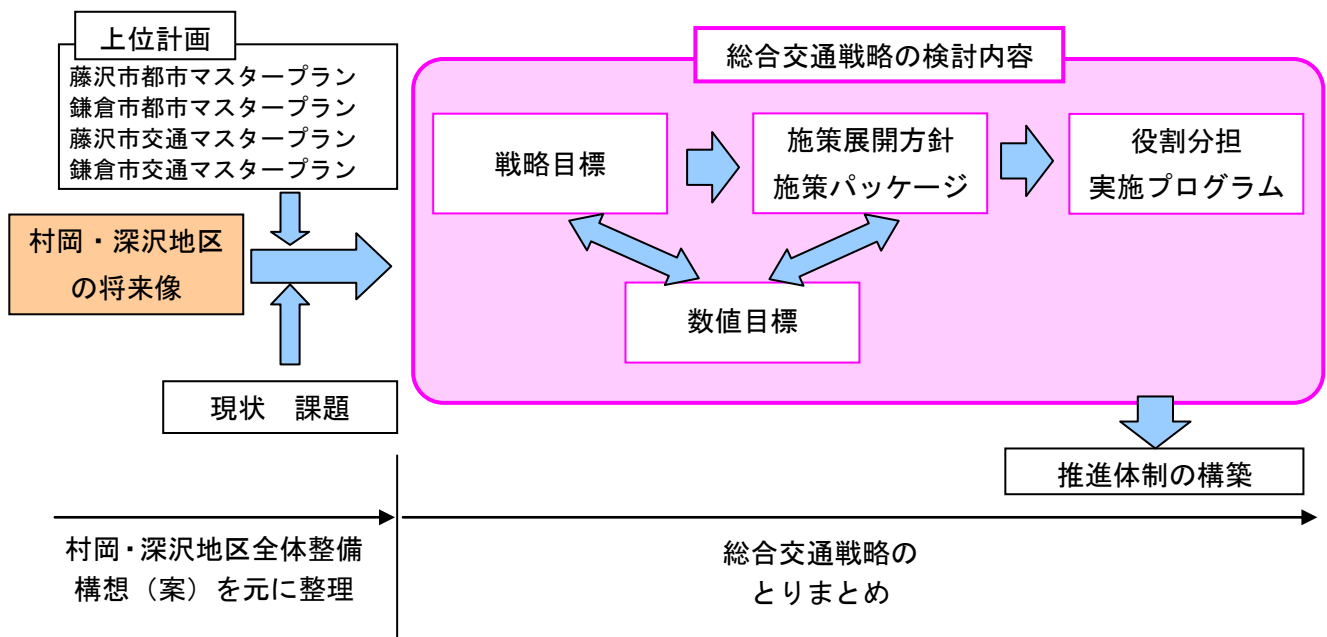 上位計画
藤沢市都市マスタープラン
鎌倉市都市マスタープラン
藤沢市交通マスタープラン
鎌倉市交通マスタープラン
村岡・深沢地区
の将来像
現状　課題
総合交通戦略の検討内容
戦略目標
施策展開方針
施策パッケージ
役割分担
実施プログラム
数値目標
推進体制の構築
村岡・深沢地区全体整備
構想（案）を元に整理
総合交通戦略の
とりまとめ